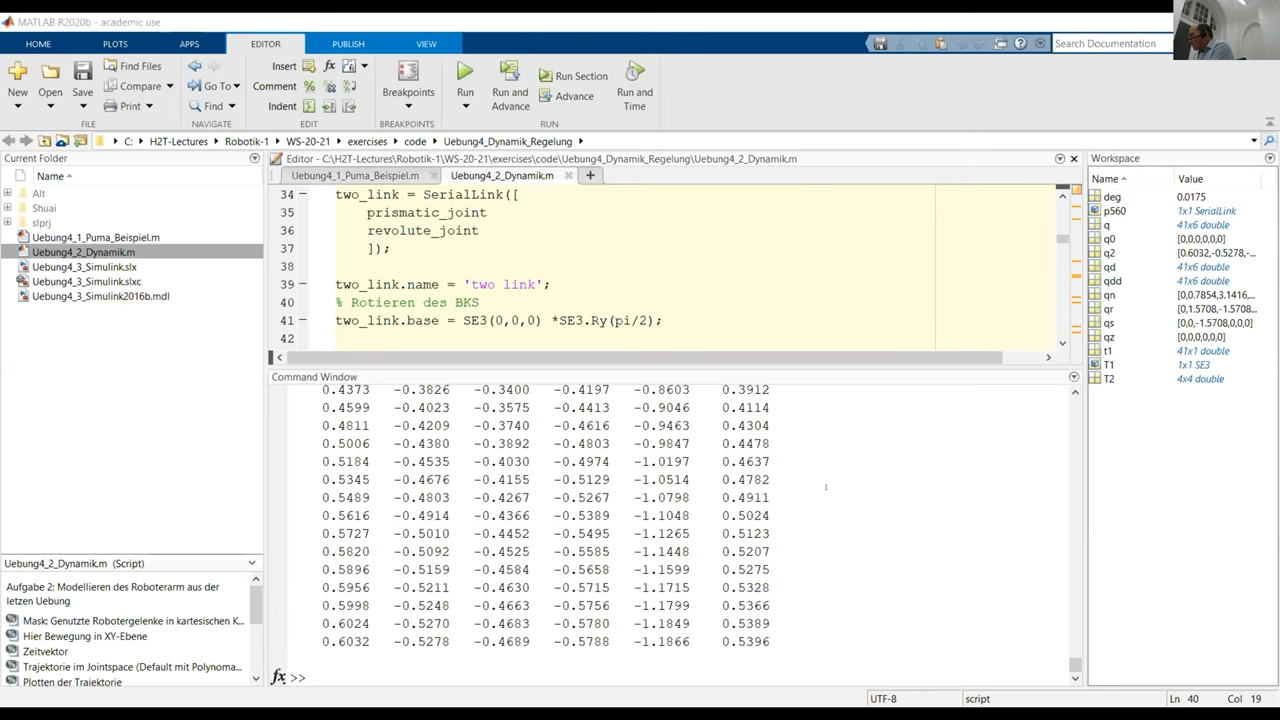 MATLAB R2020b - academic use
HOME PLOTS APPS EDITOR PUBLISH VIEW Search Documentation
New Open Save Find Files Compare Print
Go To Find
Insert fx
Comment %
Indent
Breakpoints
Run Run and Advance Run Section Advance Run and Time
FILE NAVIGATE EDIT BREAKPOINTS RUN
C: H2T-Lectures Robotik-1 WS-20-21 exercises code Uebung4_Dynamik_Regelung
Current Folder
Name
Alt
Shuai
slprj
Uebung4_1_Puma_Beispiel.m
Uebung4_2_Dynamik.m
Uebung4_3_Simulink.slx
Uebung4_3_Simulink.slxc
Uebung4_3_Simulink2016b.mdl
Uebung4_2_Dynamik.m (Script)
Aufgabe 2: Modellieren des Roboterarm aus der
letzen Uebung
Mask: Genutzte Robotergelenke in kartesischen K...
Hier Bewegung in XY-Ebene
Zeitvektor
Trajektorie im Jointspace (Default mit Polynoma...
Plotten der Trajektorie
Editor - C:\H2T-Lectures\Robotik-1\WS-20-21\exercises\code\Uebung4_Dynamik_Regelung\Uebung4_2_Dynamik.m
Uebung4_1_Puma_Beispiel.m Uebung4_2_Dynamik.m
34 two_link = SerialLink([
35 prismatic_joint
36 revolute_joint
37 ]);
38
39 two_link.name = 'two link';
40 % Rotieren des BKS
41 two_link.base = SE3(0,0,0) *SE3.Ry(pi/2);
42
Command Window
0.4373 -0.3826 -0.3400 -0.4197 -0.8603 0.3912
0.4599 -0.4023 -0.3575 -0.4413 -0.9046 0.4114
0.4811 -0.4209 -0.3740 -0.4616 -0.9463 0.4304
0.5006 -0.4380 -0.3892 -0.4803 -0.9847 0.4478
0.5184 -0.4535 -0.4030 -0.4974 -1.0197 0.4637
0.5345 -0.4676 -0.4155 -0.5129 -1.0514 0.4782
0.5489 -0.4803 -0.4267 -0.5267 -1.0798 0.4911
0.5616 -0.4914 -0.4366 -0.5389 -1.1048 0.5024
0.5727 -0.5010 -0.4452 -0.5495 -1.1265 0.5123
0.5820 -0.5092 -0.4525 -0.5585 -1.1448 0.5207
0.5896 -0.5159 -0.4584 -0.5658 -1.1599 0.5275
0.5956 -0.5211 -0.4630 -0.5715 -1.1715 0.5328
0.5998 -0.5248 -0.4663 -0.5756 -1.1799 0.5366
0.6024 -0.5270 -0.4683 -0.5780 -1.1849 0.5389
0.6032 -0.5278 -0.4689 -0.5788 -1.1866 0.5396
fx >>
Workspace
Name Value
deg 0.0175
p560 1x1 SerialLink
q 41x6 double
q0 [0,0,0,0,0,0]
q2 [0.6032,-0.5278,-...
qd 41x6 double
qdd 41x6 double
qn [0,0.7854,3.1416,...
qr [0,1.5708,-1.5708...
qs [0,0,-1.5708,0,0,0]
qz [0,0,0,0,0,0]
t1 41x1 double
T1 1x1 SE3
T2 4x4 double
UTF-8 script Ln 40 Col 19